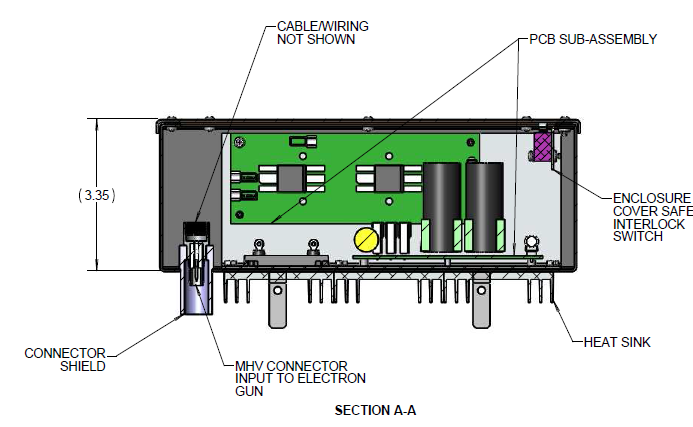 CABLE/WIRING
NOT SHOWN
PCB SUB-ASSEMBLY
(3.35)
ENCLOSURE
COVER SAFE
INTERLOCK
SWITCH
CONNECTOR
SHIELD
MHV CONNECTOR
INPUT TO ELECTRON
GUN
HEAT SINK
SECTION A-A